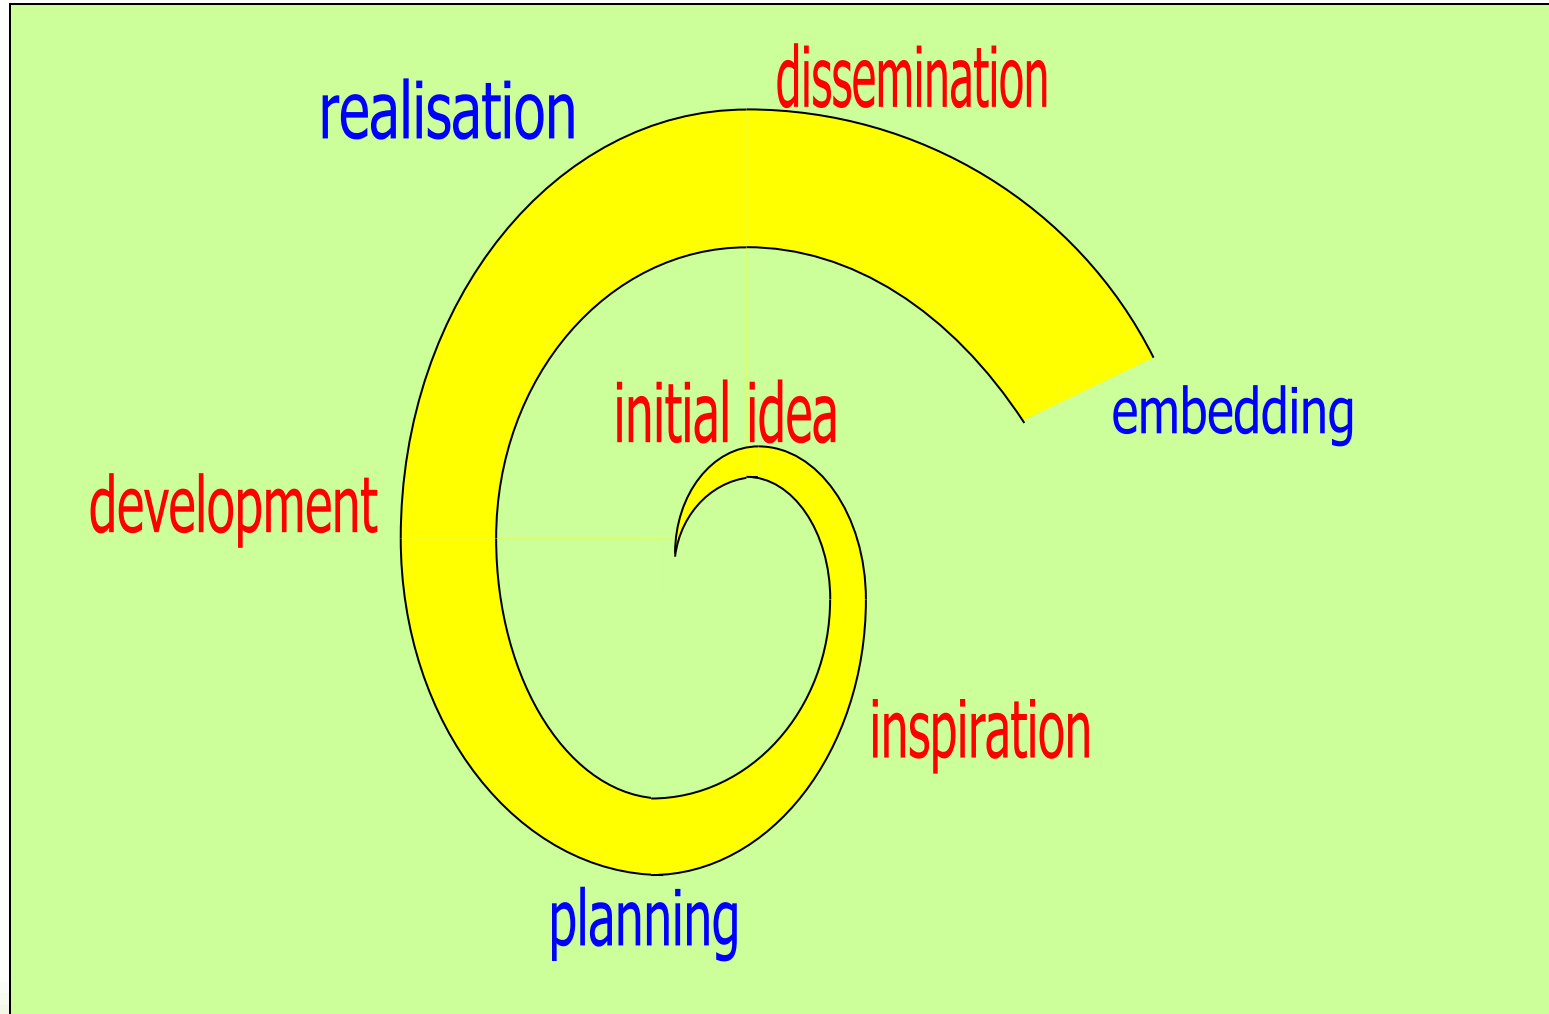 dissemination
realisation
initial idea
embedding
development
inspiration
planning